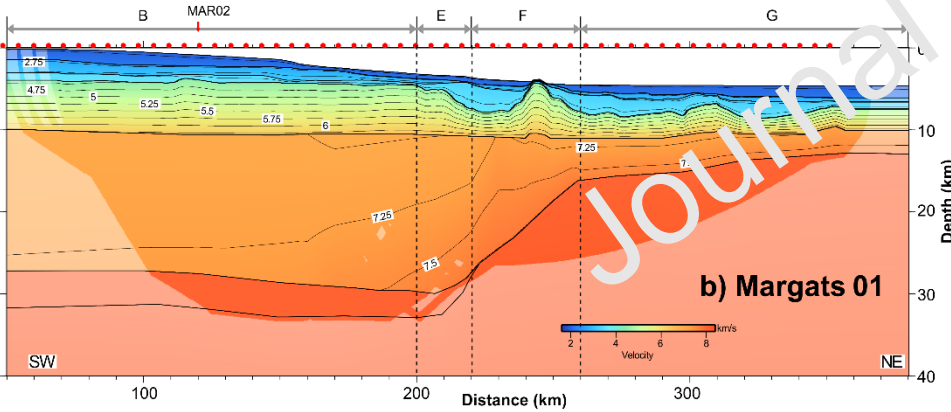 MAR02
B E F G
0
2.75
4.75 5 5.25 5.5 5.75 6
10
7.25
7.
7.25
20
7.5
30
b) Margats 01
km/s
2 4 6 8
Velocity
SW NE
40
100 200 300
Distance (km)
Depth (km)
Journal